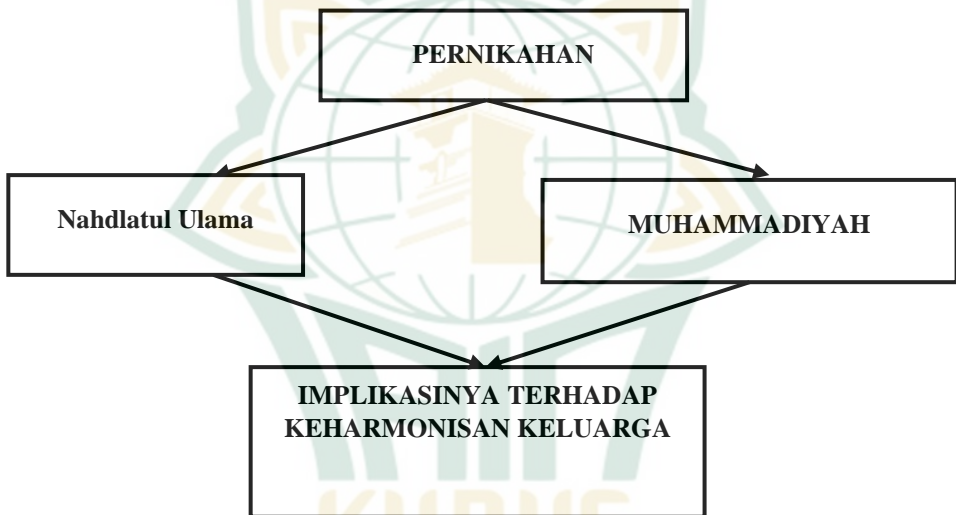 PERNIKAHAN
Nahdlatul Ulama
MUHAMMADIYAH
IMPLIKASINYA TERHADAP
KEHARMONISAN KELUARGA